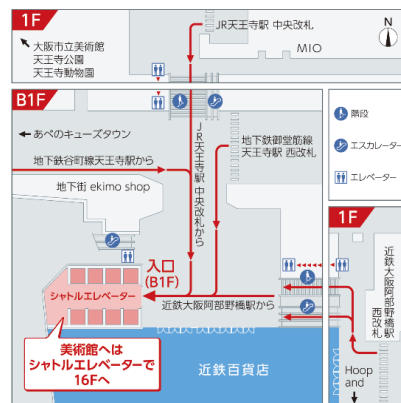 1F
JR天王寺駅 中央改札
N
MIO
大阪市立美術館
天王寺公園
天王寺動物園
B1F
あべのキューズタウン
地下鉄谷町線天王寺駅から
地下街 ekimo shop
JR天王寺駅 中央改札から
地下鉄御堂筋線
天王寺駅 西改札
階段
エスカレーター
エレベーター
入口
(B1F)
シャトルエレベーター
近鉄大阪阿部野橋駅から
美術館へは
シャトルエレベーターで
16Fへ
近鉄百貨店
1F
近鉄大阪阿部野橋駅
西改札
Hoop
and